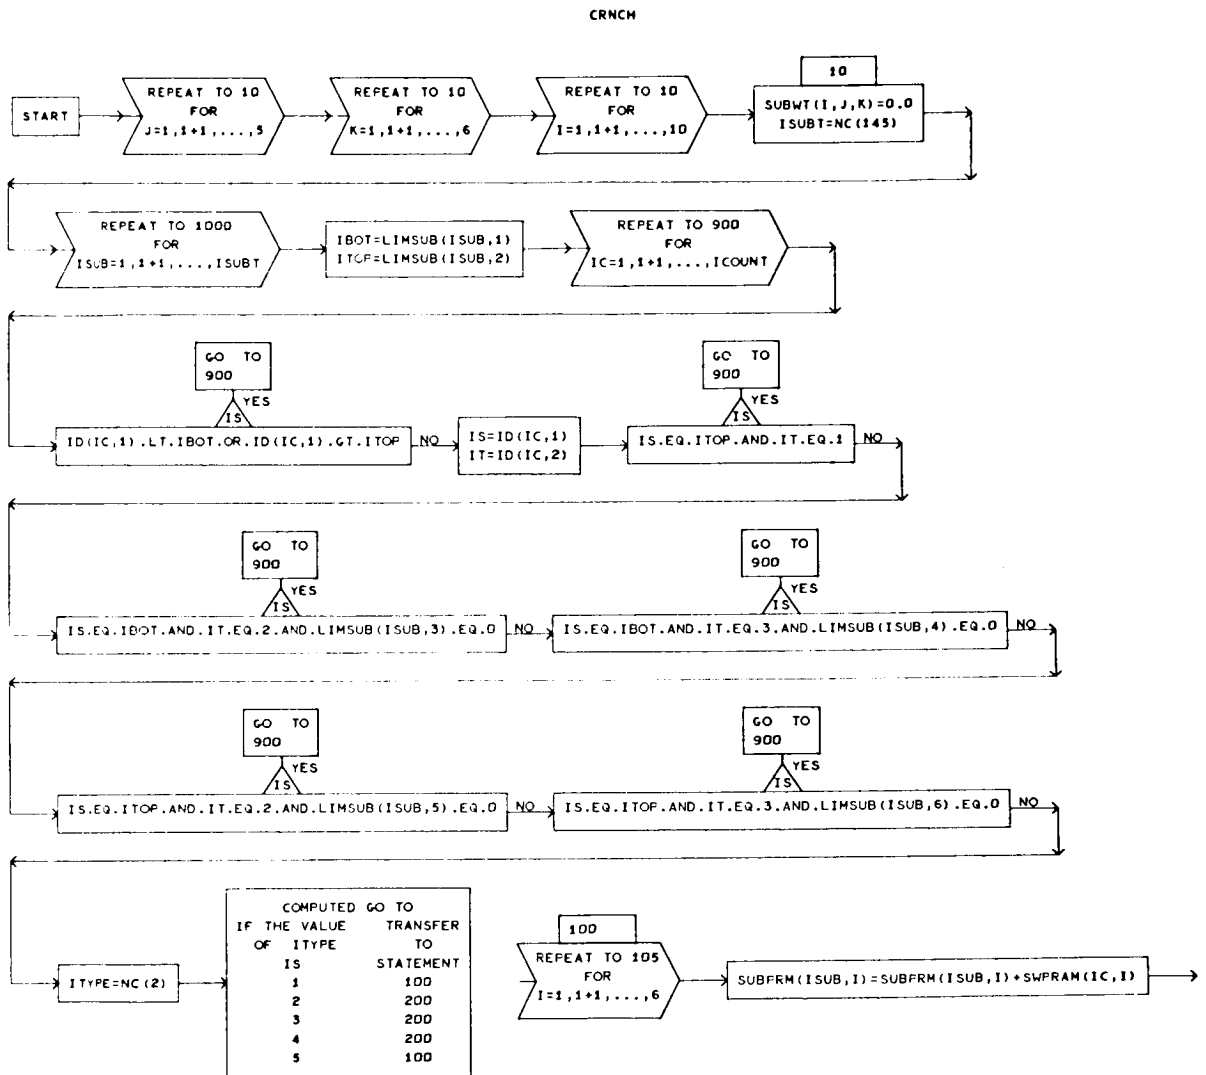 CRNCH
START
REPEAT TO 10
FOR
J=1,1+1,...,5
REPEAT TO 10
FOR
K=1,1+1,...,6
REPEAT TO 10
FOR
I=1,1+1,...,10
10
SUBWT(I,J,K)=0.0
ISUBT=NC(145)
REPEAT TO 1000
FOR
ISUB=1,1+1,...,ISUBT
IBOT=LIMSUB(ISUB,1)
ITOP=LIMSUB(ISUB,2)
REPEAT TO 900
FOR
IC=1,1+1,...,ICOUNT
GO TO
900
YES
IS
ID(IC,1).LT.IBOT.OR.ID(IC,1).GT.ITOP
NO
IS=ID(IC,1)
IT=ID(IC,2)
GO TO
900
YES
IS
IS.EQ.ITOP.AND.IT.EQ.1
NO
GO TO
900
YES
IS
IS.EQ.IBOT.AND.IT.EQ.2.AND.LIMSUB(ISUB,3).EQ.0
NO
GO TO
900
YES
IS
IS.EQ.IBOT.AND.IT.EQ.3.AND.LIMSUB(ISUB,4).EQ.0
NO
GO TO
900
YES
IS
IS.EQ.ITOP.AND.IT.EQ.2.AND.LIMSUB(ISUB,5).EQ.0
NO
GO TO
900
YES
IS
IS.EQ.ITOP.AND.IT.EQ.3.AND.LIMSUB(ISUB,6).EQ.0
NO
ITYPE=NC(2)
COMPUTED GO TO
IF THE VALUE TRANSFER
OF ITYPE TO
IS STATEMENT
1 100
2 200
3 200
4 200
5 100
100
REPEAT TO 105
FOR
I=1,1+1,...,6
SUBPRM(ISUB,I)=SUBPRM(ISUB,I)+SWPRAM(IC,I)